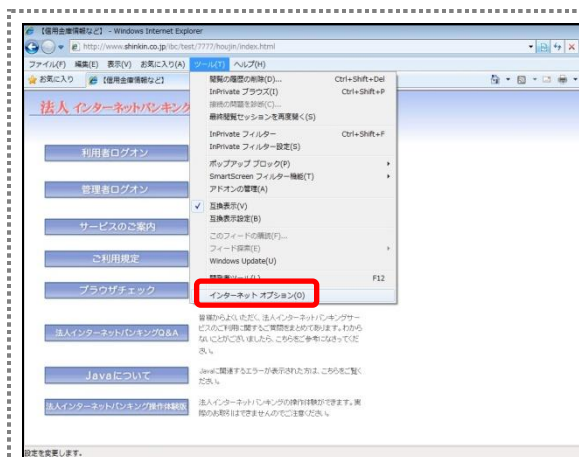 【信用金庫情報など】 - Windows Internet Explorer
http://www.shinkin.co.jp/ibc/test/7777/houjin/index.html
ファイル(F) 編集(E) 表示(V) お気に入り(A) ツール(T) ヘルプ(H)
お気に入り 【信用金庫情報など】
法人 インターネットバンキング
利用者ログオン
管理者ログオン
サービスのご案内
ご利用規定
ブラウザチェック
法人インターネットバンキングQ&A
Javaについて
法人インターネットバンキング操作体験版
閲覧の履歴の削除(D)... Ctrl+Shift+Del
InPrivate ブラウズ(I) Ctrl+Shift+P
接続の問題を診断(C)...
最終閲覧セッションを再度開く(S)
InPrivate フィルター Ctrl+Shift+F
InPrivate フィルター設定(S)
ポップアップ ブロック(P)
SmartScreen フィルター機能(T)
アドオンの管理(A)
互換表示(V)
互換表示設定(B)
このフィードの購読(F)...
フィード探索(E)
Windows Update(U)
開発者ツール(L) F12
インターネット オプション(O)
皆様からよくいただく、法人インターネットバンキングサー
ビスのご利用に関するご質問をまとめております。わから
ないことがございましたら、こちらをご参考になさってくだ
さい。
Javaに関連するエラーが表示された方は、こちらをご覧く
ださい。
法人インターネットバンキングの操作体験ができます。実
際のお取引はできませんのでご注意ください。
設定を変更します。